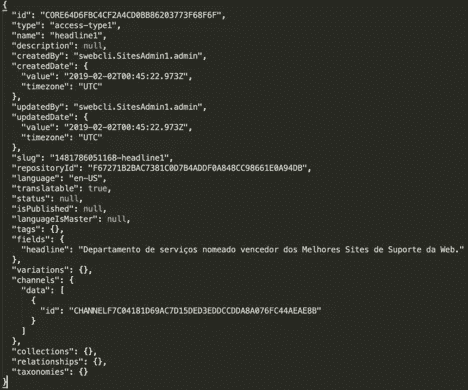 {
"id": "CORE64D6FBC4CF2A4CD0BB86203773F68F6F",
"type": "access-type1",
"name": "headline1",
"description": null,
"createdBy": "swebcli.SitesAdmin1.admin",
"createdDate": {
"value": "2019-02-02T00:45:22.973Z",
"timezone": "UTC"
},
"updatedBy": "swebcli.SitesAdmin1.admin",
"updatedDate": {
"value": "2019-02-02T00:45:22.973Z",
"timezone": "UTC"
},
"slug": "1481786051168-headline1",
"repositoryId": "F67271B2BAC7381C0D7B4ADDF0A848CC98661E0A94DB",
"language": "en-US",
"translatable": true,
"status": null,
"isPublished": null,
"languageIsMaster": null,
"tags": {},
"fields": {
"headline": "Departamento de serviços nomeado vencedor dos Melhores Sites de Suporte da Web."
},
"variations": {},
"channels": {
"data": [
{
"id": "CHANNELF7C04181D69AC7D15DED3EDDCCDDA8A076FC44AEAE8B"
}
]
},
"collections": {},
"relationships": {},
"taxonomies": {}
}